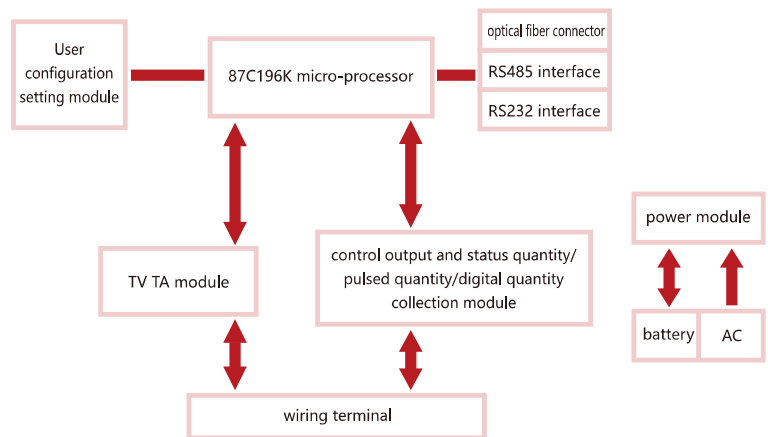 User
configuration
setting module
87C196K micro-processor
optical fiber connector
RS485 interface
RS232 interface
TV TA module
control output and status quantity/
pulsed quantity/digital quantity
collection module
power module
battery
AC
wiring terminal